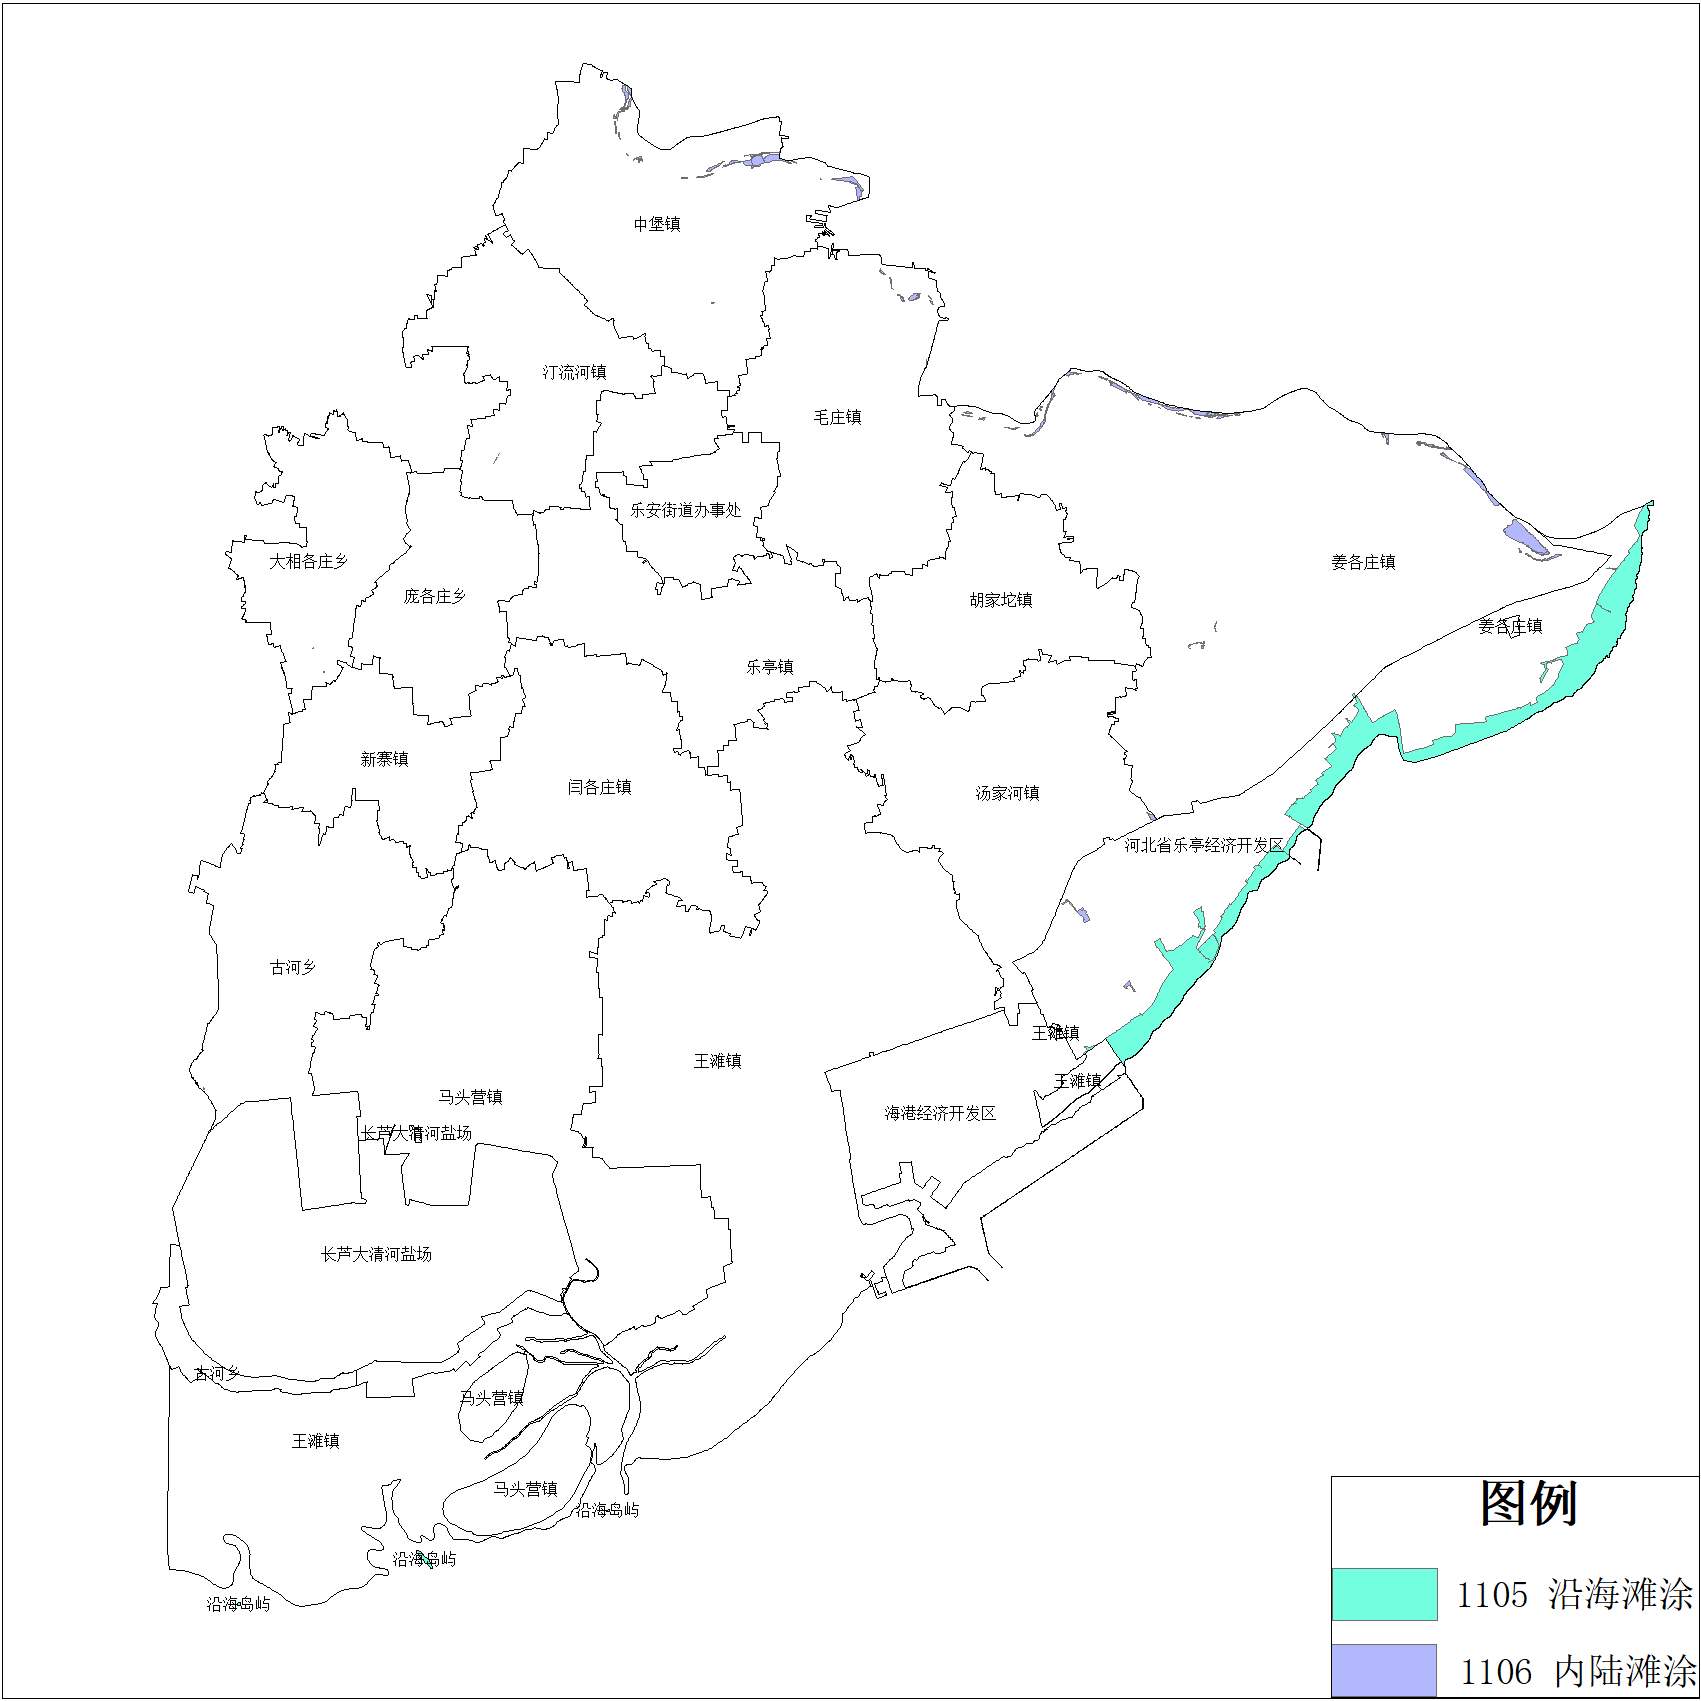 中堡镇
汀流河镇
毛庄镇
乐安街道办事处
大相各庄乡
姜各庄镇
庞各庄乡
胡家坨镇
姜各庄镇
乐亭镇
新寨镇
闫各庄镇
汤家河镇
河北省乐亭经济开发区
古河乡
王滩镇
王滩镇
王滩镇
马头营镇
海港经济开发区
长芦大清河盐场
长芦大清河盐场
古河乡
马头营镇
王滩镇
马头营镇
沿海岛屿
沿海岛屿
沿海岛屿
图例
1105 沿海滩涂
1106 内陆滩涂